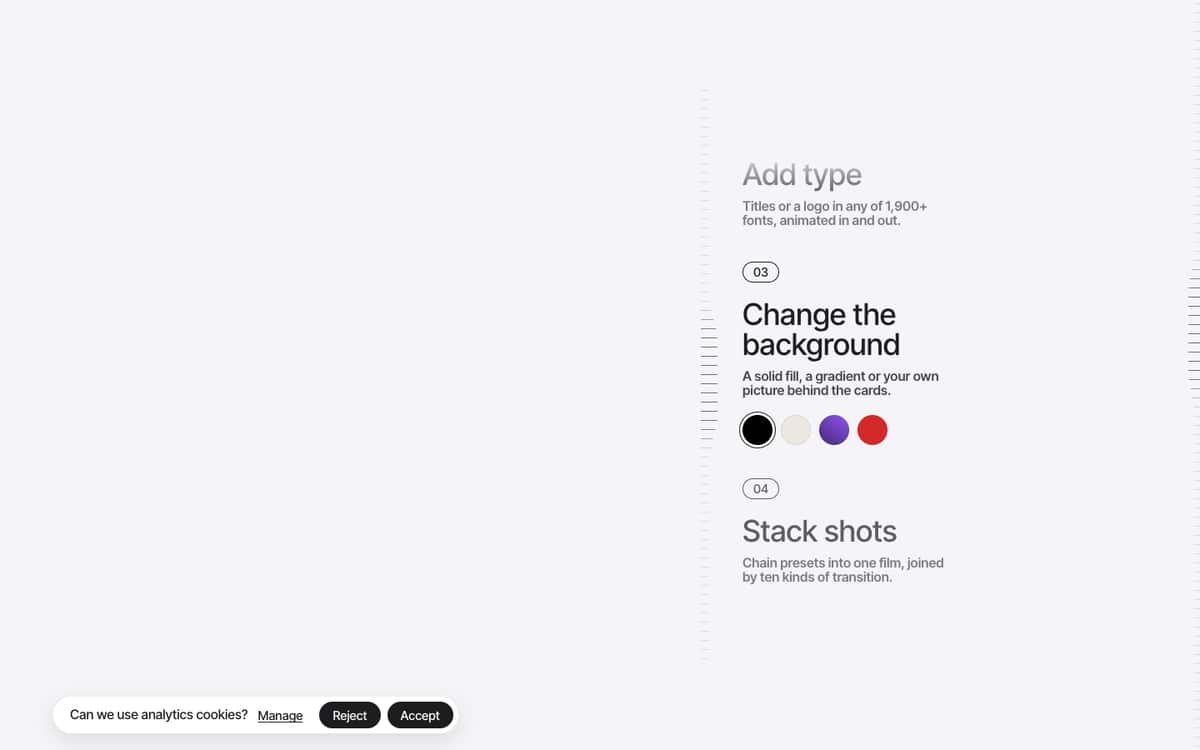 Add type
Titles or a logo in any of 1,900+
fonts, animated in and out.
03
Change the
background
A solid fill, a gradient or your own
picture behind the cards.
04
Stack shots
Chain presets into one film, joined
by ten kinds of transition.
Can we use analytics cookies? Manage Reject Accept